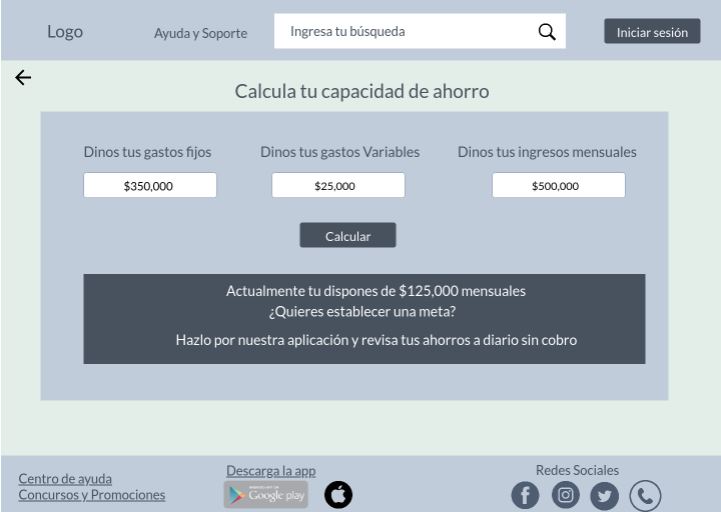 Logo
Ayuda y Soporte
Ingresa tu búsqueda
Iniciar sesión
Calcula tu capacidad de ahorro
Dinos tus gastos fijos
Dinos tus gastos Variables
Dinos tus ingresos mensuales
$350,000
$25,000
$500,000
Calcular
Actualmente tu dispones de $125,000 mensuales
¿Quieres establecer una meta?
Hazlo por nuestra aplicación y revisa tus ahorros a diario sin cobro
Centro de ayuda
Concursos y Promociones
Descarga la app
Google play
Redes Sociales